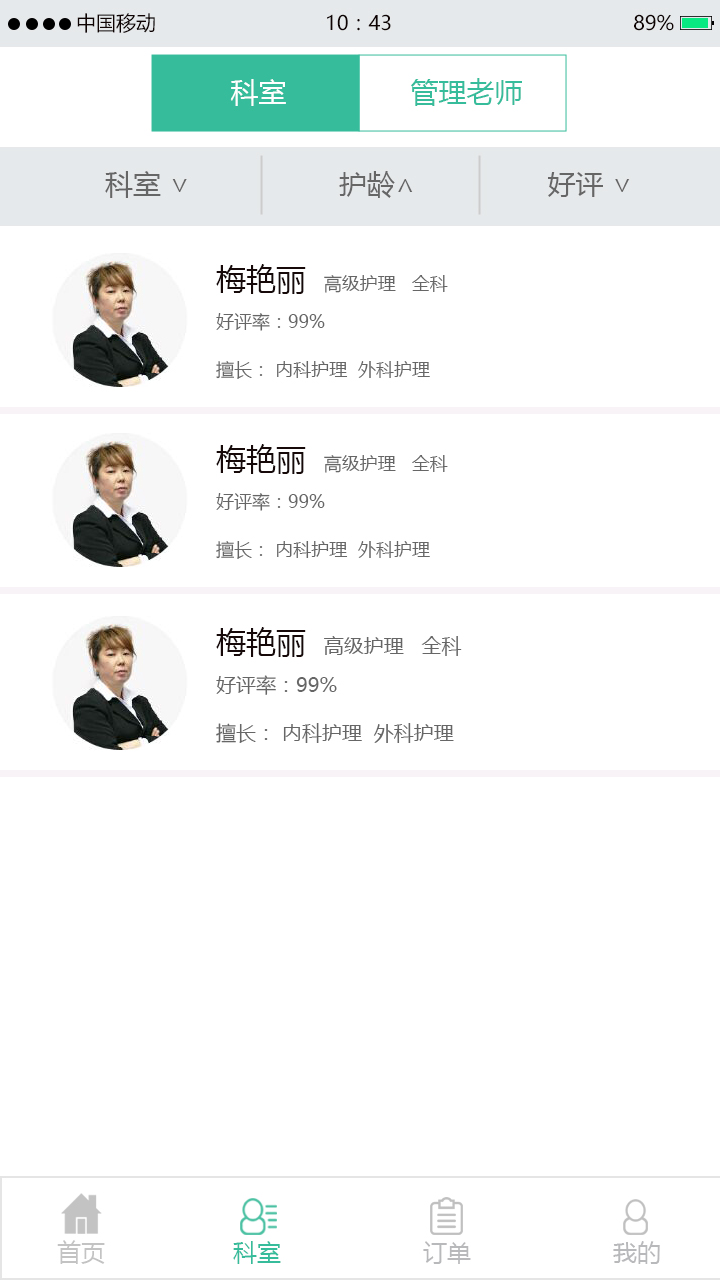 中国移动 10：43 89%
科室 管理老师
科室 ∨ 护龄∧ 好评 ∨
梅艳丽 高级护理 全科
好评率：99%
擅长： 内科护理 外科护理
梅艳丽 高级护理 全科
好评率：99%
擅长： 内科护理 外科护理
梅艳丽 高级护理 全科
好评率：99%
擅长： 内科护理 外科护理
首页 科室 订单 我的